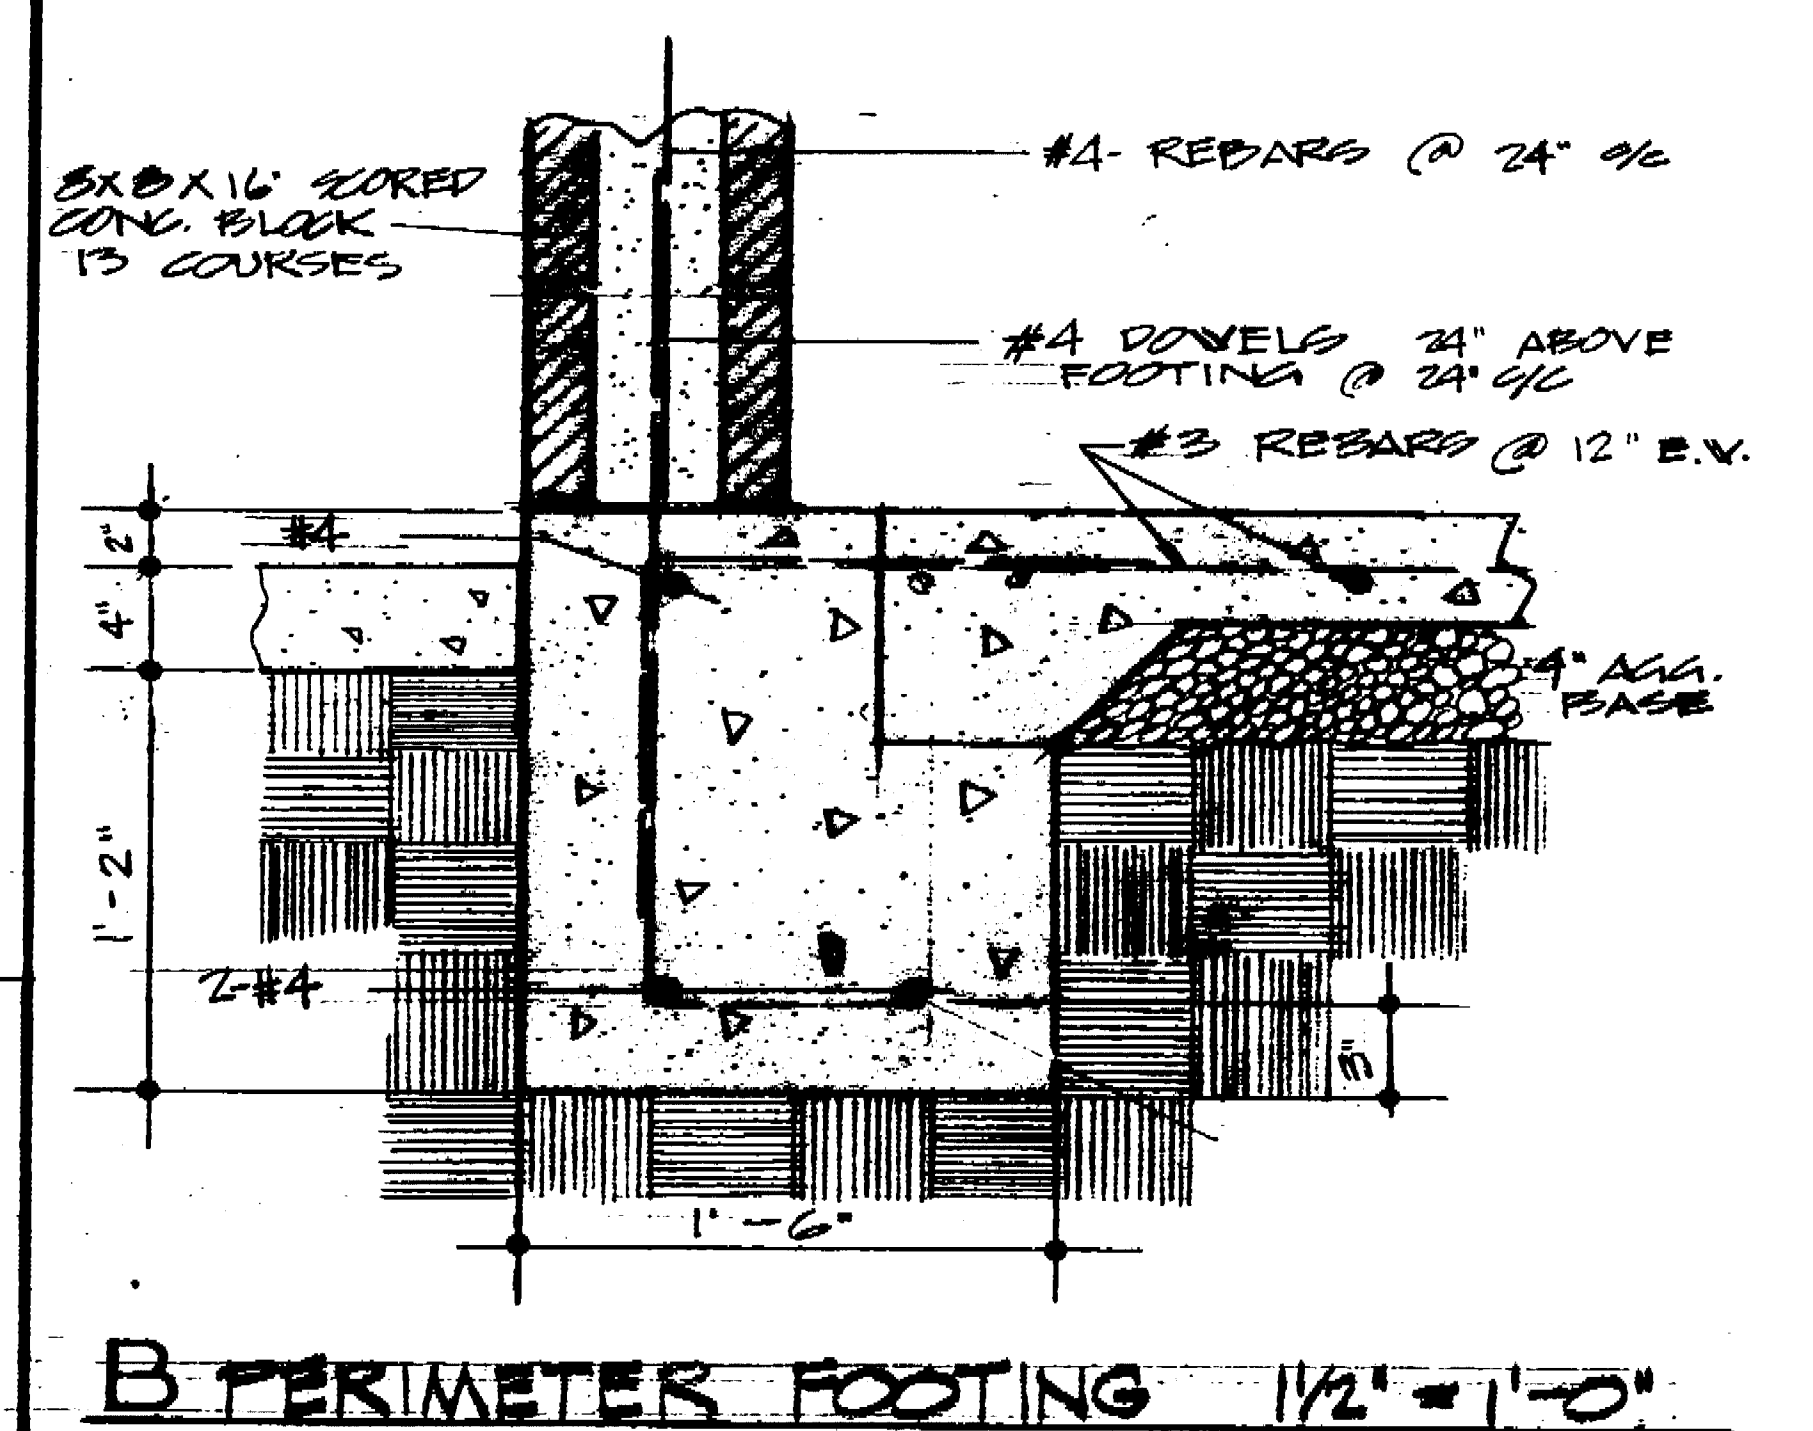 #4- REBARS @ 24" o/c
8X8X16" SCORED
CONC. BLOCK
13 COURSES
#4 DOWELS 24" ABOVE
FOOTING @ 24" o/c
#3 REBARS @ 12" E.W.
2"
#4
4"
4" AGG.
BASE
1'-2"
2-#4
3"
1'-6"
B PERIMETER FOOTING 1 1/2" = 1'-0"